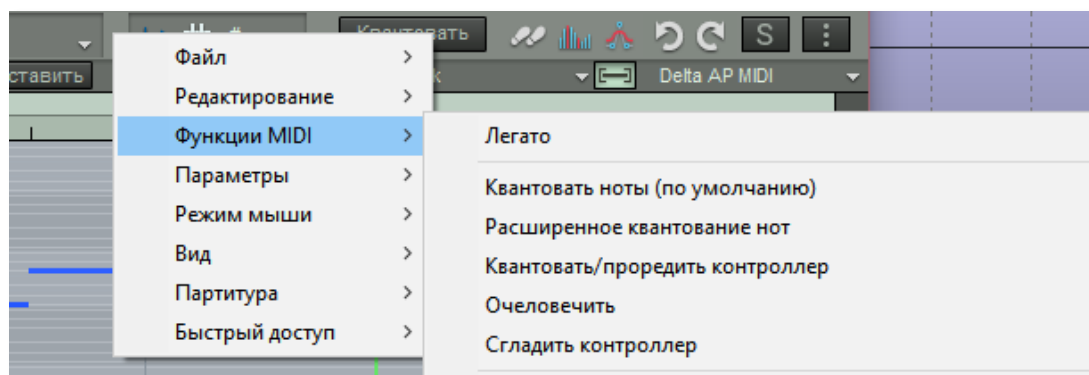 Квантовать
S
ставить
Delta AP MIDI
Файл
Редактирование
Функции MIDI
Параметры
Режим мыши
Вид
Партитура
Быстрый доступ
Легато
Квантовать ноты (по умолчанию)
Расширенное квантование нот
Квантовать/проредить контроллер
Очеловечить
Сгладить контроллер